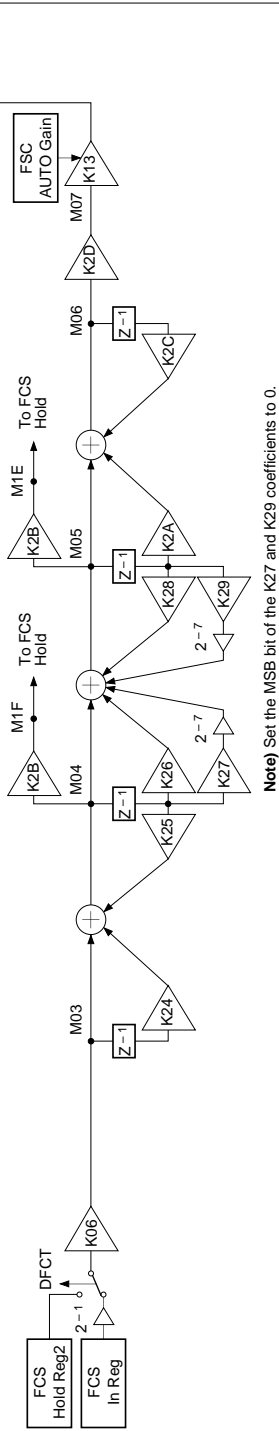 FCS
Hold Reg2
FCS
In Reg
2 – 1
DFCT
K06
M03
Z – 1
K24
K25
M04
K2B
M1F
To FCS
Hold
Z – 1
K26
K27
2 – 7
M05
K2B
M1E
To FCS
Hold
Z – 1
K28
K2A
K29
2 – 7
M06
Z – 1
K2C
K2D
M07
K13
FSC
AUTO Gain
Note) Set the MSB bit of the K27 and K29 coefficients to 0.